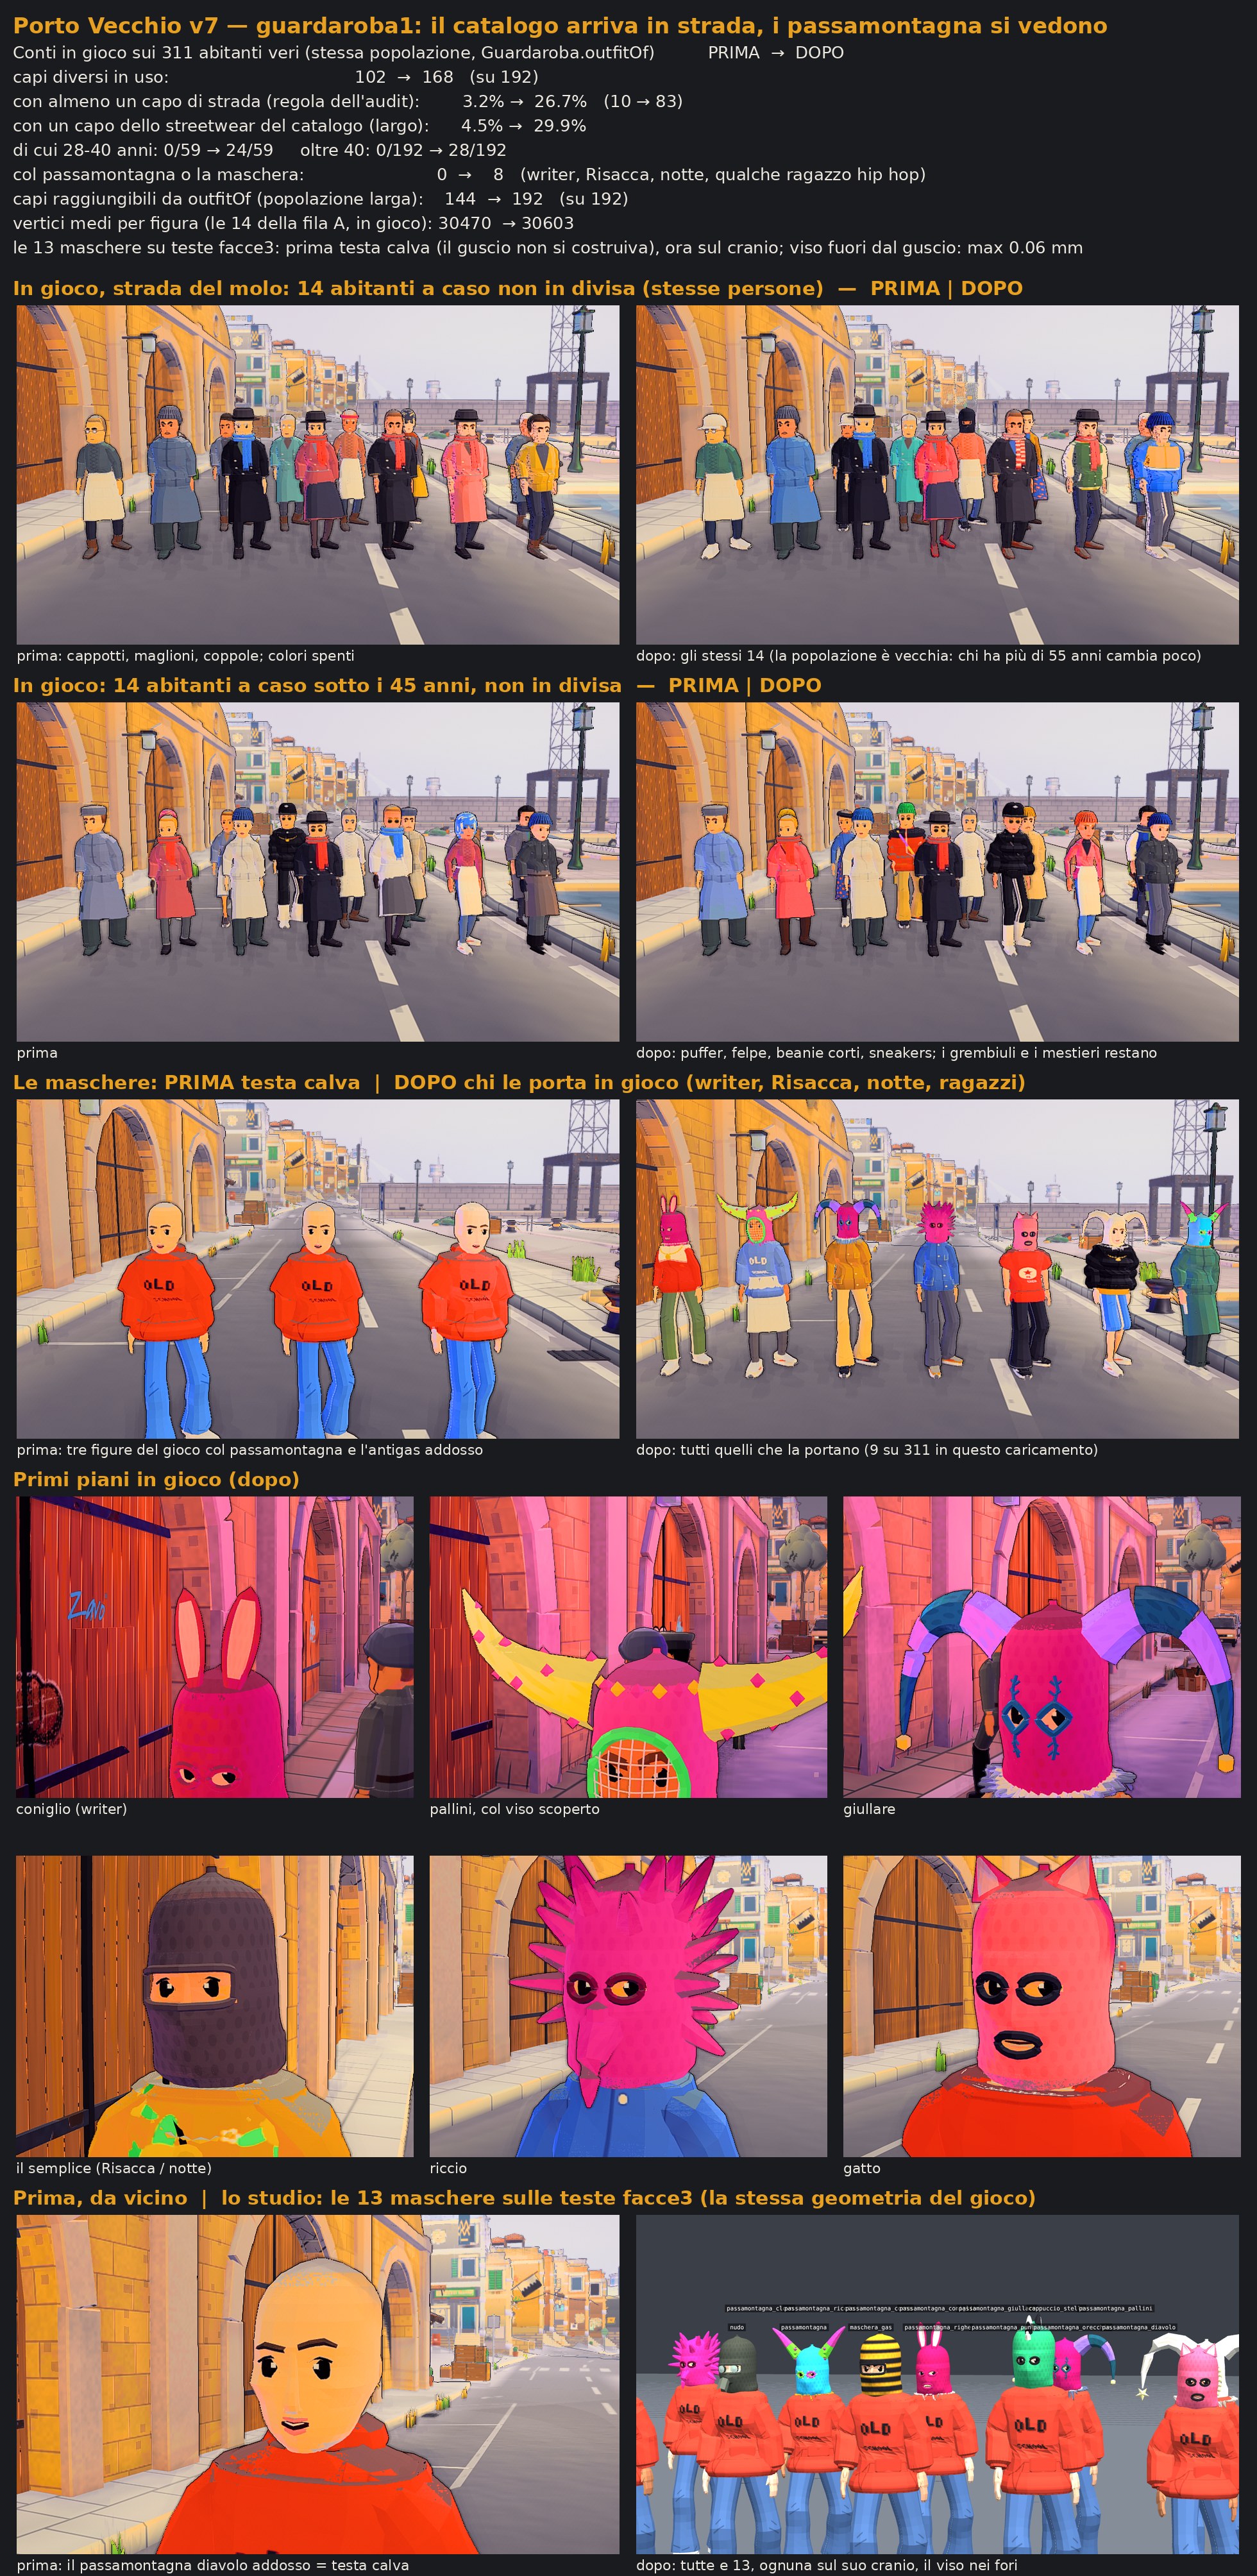 Porto Vecchio v7 — guardaroba1: il catalogo arriva in strada, i passamontagna si vedono
Conti in gioco sui 311 abitanti veri (stessa popolazione, Guardaroba.outfitOf) PRIMA → DOPO
capi diversi in uso: 102 → 168 (su 192)
con almeno un capo di strada (regola dell'audit): 3.2% → 26.7% (10 → 83)
con un capo dello streetwear del catalogo (largo): 4.5% → 29.9%
di cui 28-40 anni: 0/59 → 24/59 oltre 40: 0/192 → 28/192
col passamontagna o la maschera: 0 → 8 (writer, Risacca, notte, qualche ragazzo hip hop)
capi raggiungibili da outfitOf (popolazione larga): 144 → 192 (su 192)
vertici medi per figura (le 14 della fila A, in gioco): 30470 → 30603
le 13 maschere su teste facce3: prima testa calva (il guscio non si costruiva), ora sul cranio; viso fuori dal guscio: max 0.06 mm
In gioco, strada del molo: 14 abitanti a caso non in divisa (stesse persone) — PRIMA | DOPO
prima: cappotti, maglioni, coppole; colori spenti
dopo: gli stessi 14 (la popolazione è vecchia: chi ha più di 55 anni cambia poco)
In gioco: 14 abitanti a caso sotto i 45 anni, non in divisa — PRIMA | DOPO
prima
dopo: puffer, felpe, beanie corti, sneakers; i grembiuli e i mestieri restano
Le maschere: PRIMA testa calva | DOPO chi le porta in gioco (writer, Risacca, notte, ragazzi)
OLD
OLD
OLD
OLD
prima: tre figure del gioco col passamontagna e l'antigas addosso
dopo: tutti quelli che la portano (9 su 311 in questo caricamento)
Primi piani in gioco (dopo)
coniglio (writer)
pallini, col viso scoperto
giullare
il semplice (Risacca / notte)
riccio
gatto
Prima, da vicino | lo studio: le 13 maschere sulle teste facce3 (la stessa geometria del gioco)
passamontagna_pallini
nudo
passamontagna
maschera_gas
passamontagna_diavolo
OLD
OLD
OLD
OLD
OLD
OLD
prima: il passamontagna diavolo addosso = testa calva
dopo: tutte e 13, ognuna sul suo cranio, il viso nei fori